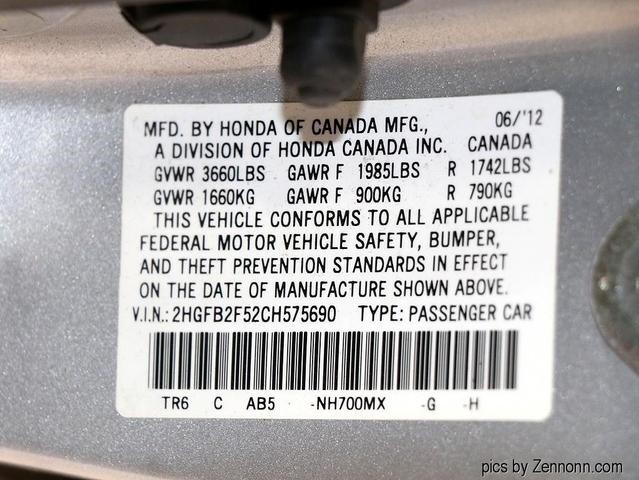 MFD. BY HONDA OF CANADA MFG., 06/'12
A DIVISION OF HONDA CANADA INC. CANADA
GVWR 3660LBS GAWR F 1985LBS R 1742LBS
GVWR 1660KG GAWR F 900KG R 790KG
THIS VEHICLE CONFORMS TO ALL APPLICABLE
FEDERAL MOTOR VEHICLE SAFETY, BUMPER,
AND THEFT PREVENTION STANDARDS IN EFFECT
ON THE DATE OF MANUFACTURE SHOWN ABOVE.
V.I.N.: 2HGFB2F52CH575690 TYPE: PASSENGER CAR
TR6 C AB5 -NH700MX -G -H
pics by Zennonn.com